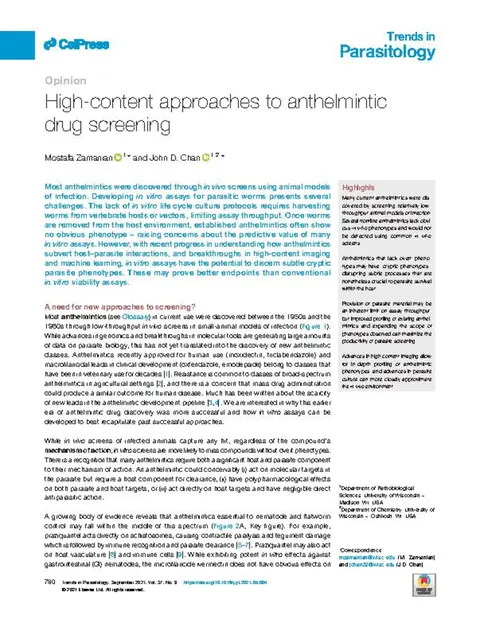 CelPress
Trends in
Parasitology
Opinion
High-content approaches to anthelmintic
drug screening
Mostafa Zamanian 1,* and John D. Chan 1,2,*
Most anthelmintics were discovered through in vivo screens using animal models
of infection. Developing in vitro assays for parasitic worms presents several
challenges. The lack of in vitro life cycle culture protocols requires harvesting
worms from vertebrate hosts or vectors, limiting assay throughput. Once worms
are removed from the host environment, established anthelmintics often show
no obvious phenotype – raising concerns about the predictive value of many
in vitro assays. However, with recent progress in understanding how anthelmintics
subvert host–parasite interactions, and breakthroughs in high-content imaging
and machine learning, in vitro assays have the potential to discern subtle cryptic
parasite phenotypes. These may prove better endpoints than conventional
in vitro viability assays.
Highlights
Many current anthelmintics were dis-
covered by screening relatively low-
throughput animal models of infection.
Several frontline anthelmintics lack obvi-
ous in vitro phenotypes and would not
be detected using common in vitro
screens
Anthelmintics that lack overt pheno-
types may have 'cryptic phenotypes',
disrupting subtle processes that are
nonetheless crucial to parasite survival
within the host
Provision of parasite material may be
an inherent limit on assay throughput
but improved profiling of existing anthel-
mintics and expanding the scope of
phenotypes observed can maximize the
productivity of parasite screening
Advances in high content imaging allow
for in-depth profiling of anthelmintic
phenotypes, and advances in parasite
culture can more closely approximate
the in vivo environment
A need for new approaches to screening?
Most anthelmintics (see Glossary) in current use were discovered between the 1950s and the
1980s through low-throughput in vivo screens in small-animal models of infection (Figure 1).
While advances in genomics and breakthroughs in molecular tools are generating large amounts
of data on parasite biology, this has not yet translated into the discovery of new anthelmintic
classes. Anthelmintics recently approved for human use (moxidectin, triclabendazole) and
macrofilaricidal leads in clinical development (oxfendazole, emodepside) belong to classes that
have been in veterinary use for decades [1]. Resistance is common to classes of broad-spectrum
anthelmintics in agricultural settings [2], and there is a concern that mass drug administration
could produce a similar outcome for human disease. Much has been written about the scarcity
of new leads in the anthelmintic development pipeline [3,4]. We are interested in why this earlier
era of anthelmintic drug discovery was more successful and how in vitro assays can be
developed to best recapitulate past successful approaches.
While in vivo screens of infected animals capture any hit, regardless of the compound's
mechanism of action, in vitro screens are more likely to miss compounds without overt phenotypes.
There is a recognition that many anthelmintics require both a significant host and parasite component
to their mechanism of action. An anthelmintic could conceivably (i) act on molecular targets in
the parasite but require a host component for clearance, (ii) have polypharmacological effects
on both parasite and host targets, or (iii) act directly on host targets and have negligible direct
antiparasitic action.
A growing body of evidence reveals that anthelmintics essential to nematode and flatworm
control may fall within the middle of this spectrum (Figure 2A, Key figure). For example,
praziquantel acts directly on schistosomes, causing contractile paralysis and tegument damage
which is followed by immune recognition and parasite clearance [5–7]. Praziquantel may also act
on host vasculature [8] and immune cells [9]. While exhibiting potent in vitro effects against
gastrointestinal (GI) nematodes, the microfilaricide ivermectin does not have obvious effects on
1Department of Pathobiological
Sciences, University of Wisconsin –
Madison, WI, USA
2Department of Chemistry, University of
Wisconsin – Oshkosh, WI, USA
*Correspondence:
mzamanian@wisc.edu (M. Zamanian)
and jchan32@wisc.edu (J.D. Chan).
780 Trends in Parasitology, September 2021, Vol. 37, No. 9
© 2021 Elsevier Ltd. All rights reserved.